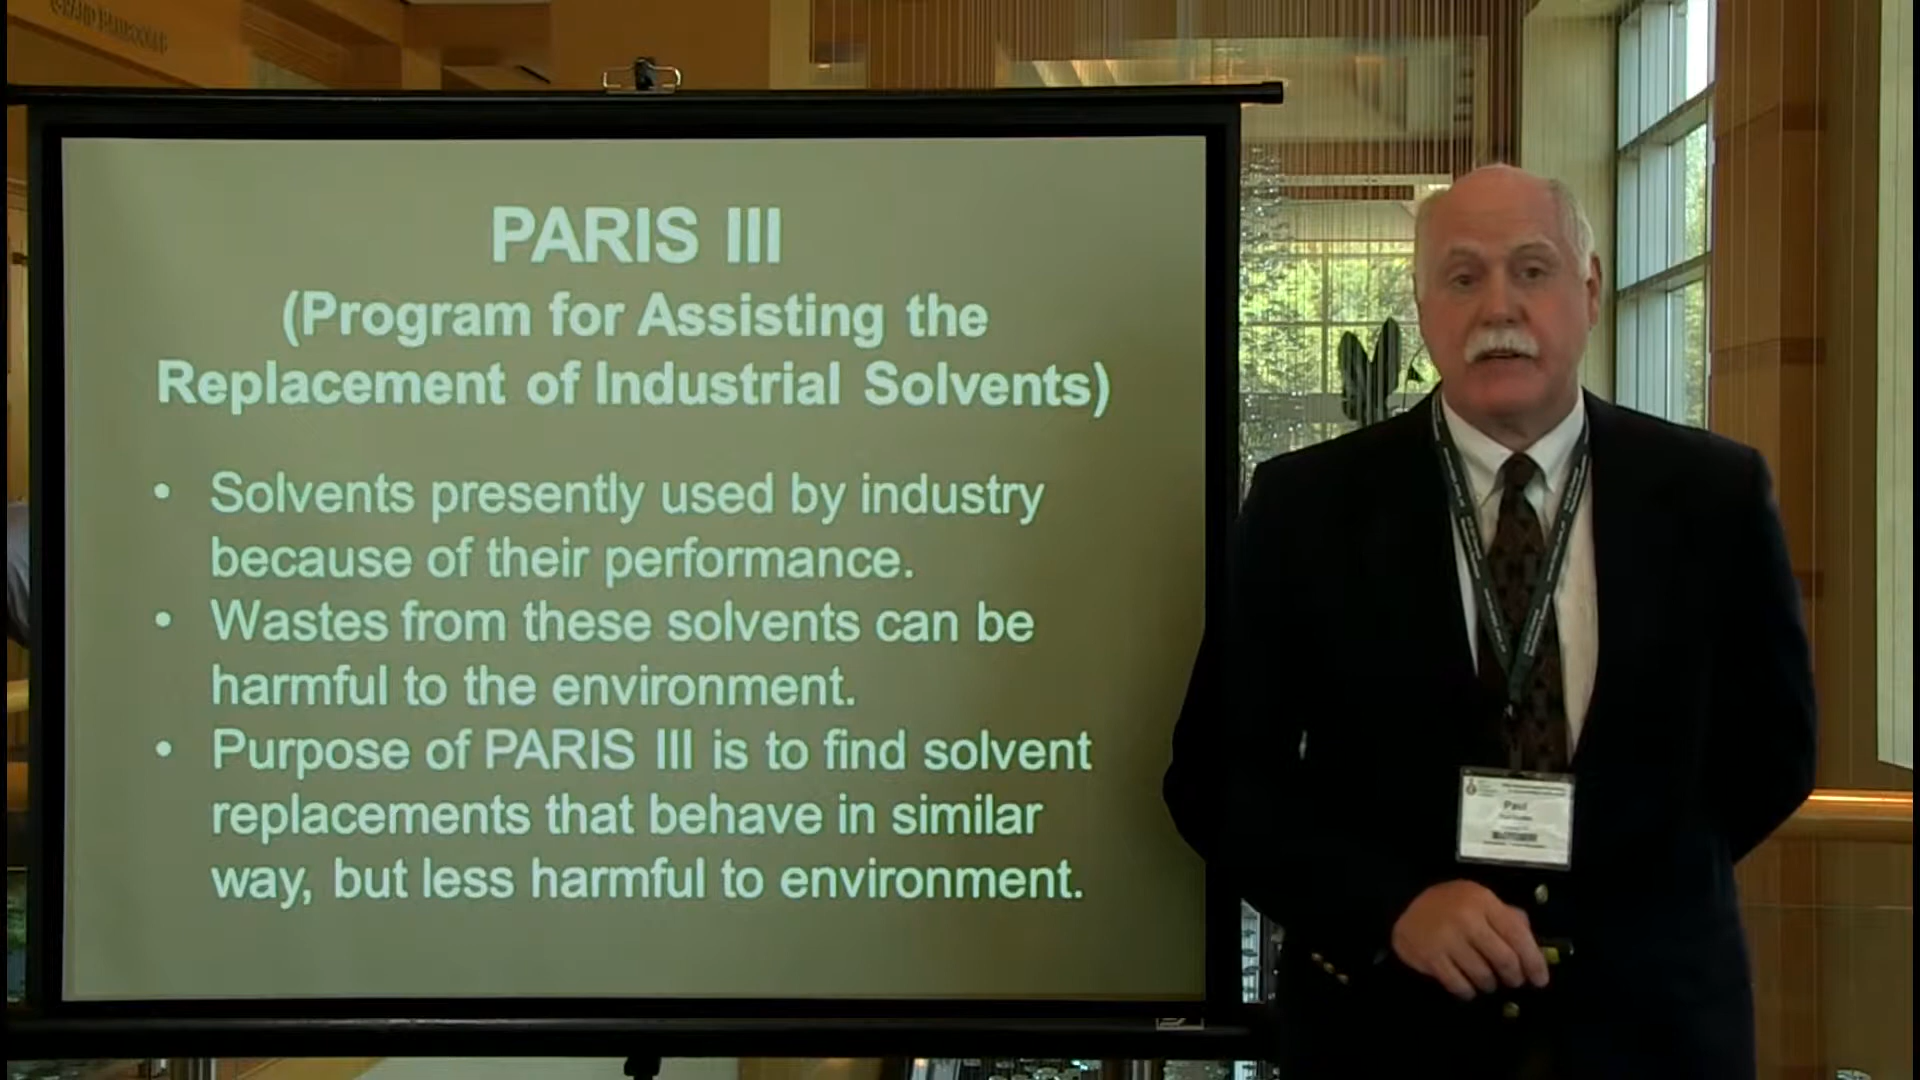 GRAND BALLROOM
PARIS III
(Program for Assisting the
Replacement of Industrial Solvents)
• Solvents presently used by industry
because of their performance.
• Wastes from these solvents can be
harmful to the environment.
• Purpose of PARIS III is to find solvent
replacements that behave in similar
way, but less harmful to environment.
Paul